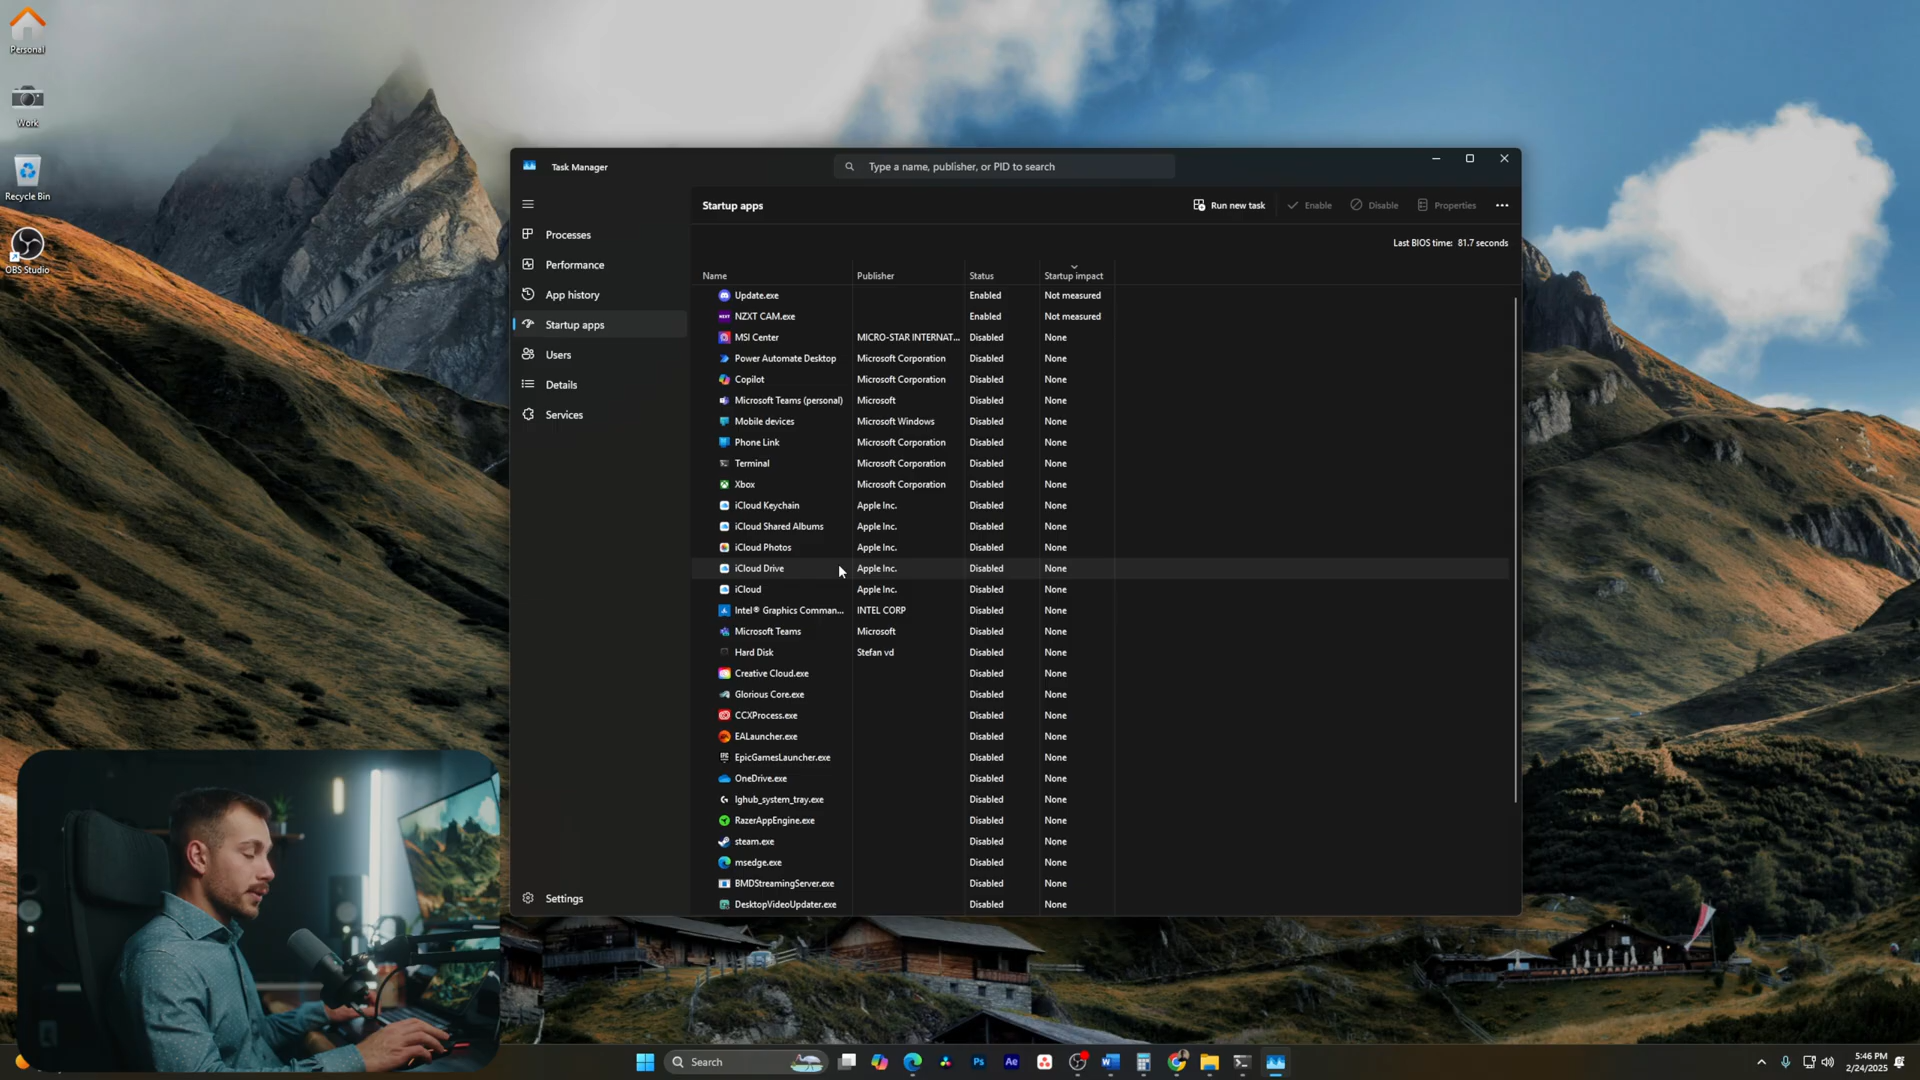 Personal
Work
Recycle Bin
OBS Studio
Task Manager
Type a name, publisher, or PID to search
Processes
Performance
App history
Startup apps
Users
Details
Services
Settings
Startup apps
Run new task
Enable
Disable
Properties
Last BIOS time: 81.7 seconds
Name Publisher Status Startup impact
Update.exe Enabled Not measured
NZXT CAM.exe Enabled Not measured
MSI Center MICRO-STAR INTERNAT... Disabled None
Power Automate Desktop Microsoft Corporation Disabled None
Copilot Microsoft Corporation Disabled None
Microsoft Teams (personal) Microsoft Disabled None
Mobile devices Microsoft Windows Disabled None
Phone Link Microsoft Corporation Disabled None
Terminal Microsoft Corporation Disabled None
Xbox Microsoft Corporation Disabled None
iCloud Keychain Apple Inc. Disabled None
iCloud Shared Albums Apple Inc. Disabled None
iCloud Photos Apple Inc. Disabled None
iCloud Drive Apple Inc. Disabled None
iCloud Apple Inc. Disabled None
Intel® Graphics Comman... INTEL CORP Disabled None
Microsoft Teams Microsoft Disabled None
Hard Disk Stefan vd Disabled None
Creative Cloud.exe Disabled None
Glorious Core.exe Disabled None
CCXProcess.exe Disabled None
EALauncher.exe Disabled None
EpicGamesLauncher.exe Disabled None
OneDrive.exe Disabled None
lghub_system_tray.exe Disabled None
RazerAppEngine.exe Disabled None
steam.exe Disabled None
msedge.exe Disabled None
BMDStreamingServer.exe Disabled None
DesktopVideoUpdater.exe Disabled None
Search
Ps
Ae
5:46 PM
2/24/2025